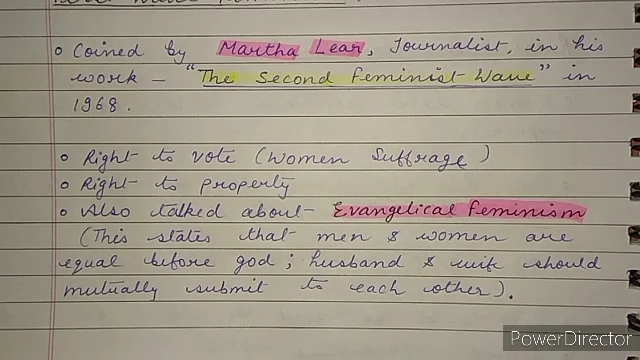 o Coined by Martha Lear, Journalist, in his
work - "The Second Feminist Wave" in
1968.
o Right to vote (Women Suffrage)
o Right to property
o Also talked about- Evangelical Feminism
(This states that men & women are
equal before god; husband & wife should
mutually submit to each other).
PowerDirector